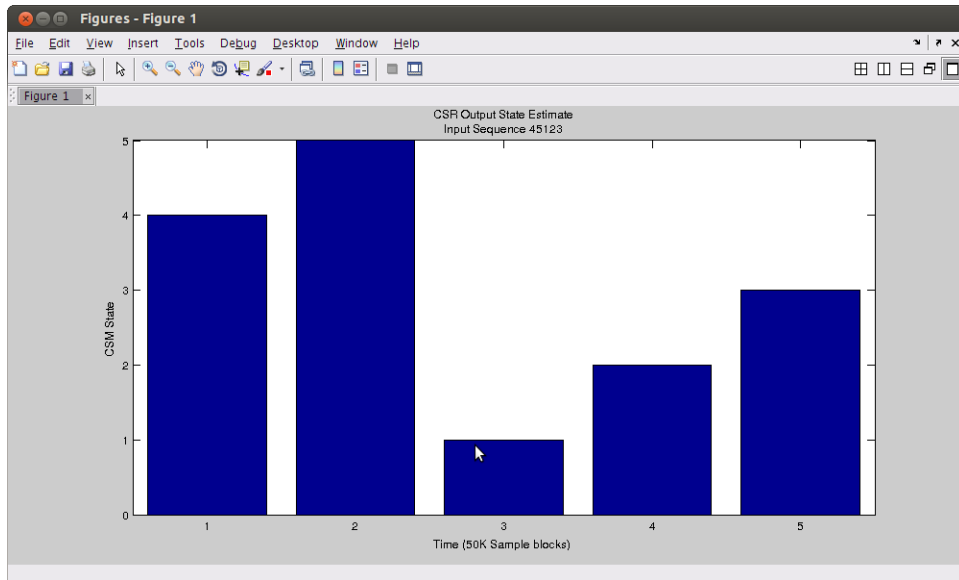 Figures - Figure 1
File Edit View Insert Tools Debug Desktop Window Help
Figure 1
CSR Output State Estimate
Input Sequence 45123
5
4
3
2
1
0
CSM State
1 2 3 4 5
Time (50K Sample blocks)